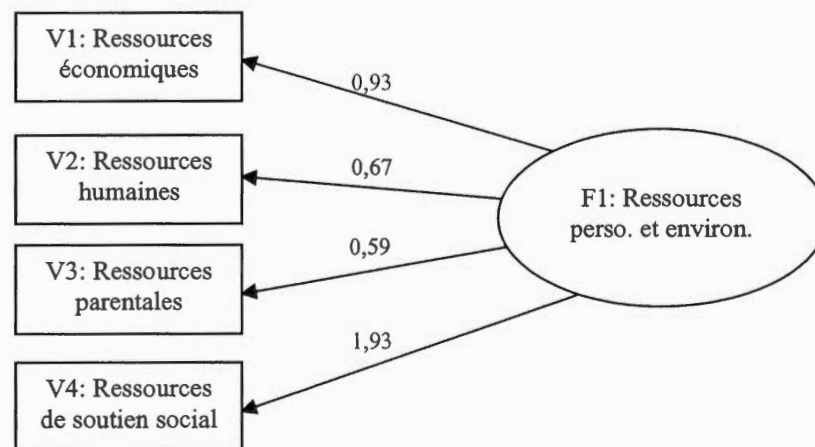 V1: Ressources
économiques
0,93
V2: Ressources
humaines
0,67
F1: Ressources
perso. et environ.
V3: Ressources
parentales
0,59
1,93
V4: Ressources
de soutien social